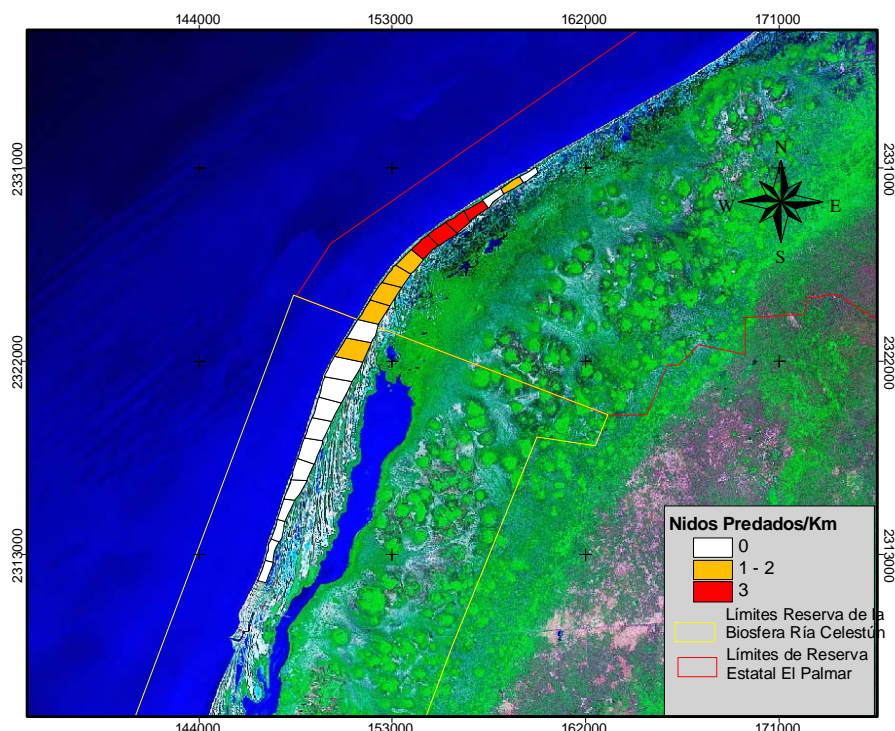 144000 153000 162000 171000
2331000 2331000
N
W E
S
2322000 2322000
2313000 2313000
Nidos Predados/Km
0
1 - 2
3
Límites Reserva de la
Biosfera Ría Celestún
Límites de Reserva
Estatal El Palmar
144000 153000 162000 171000